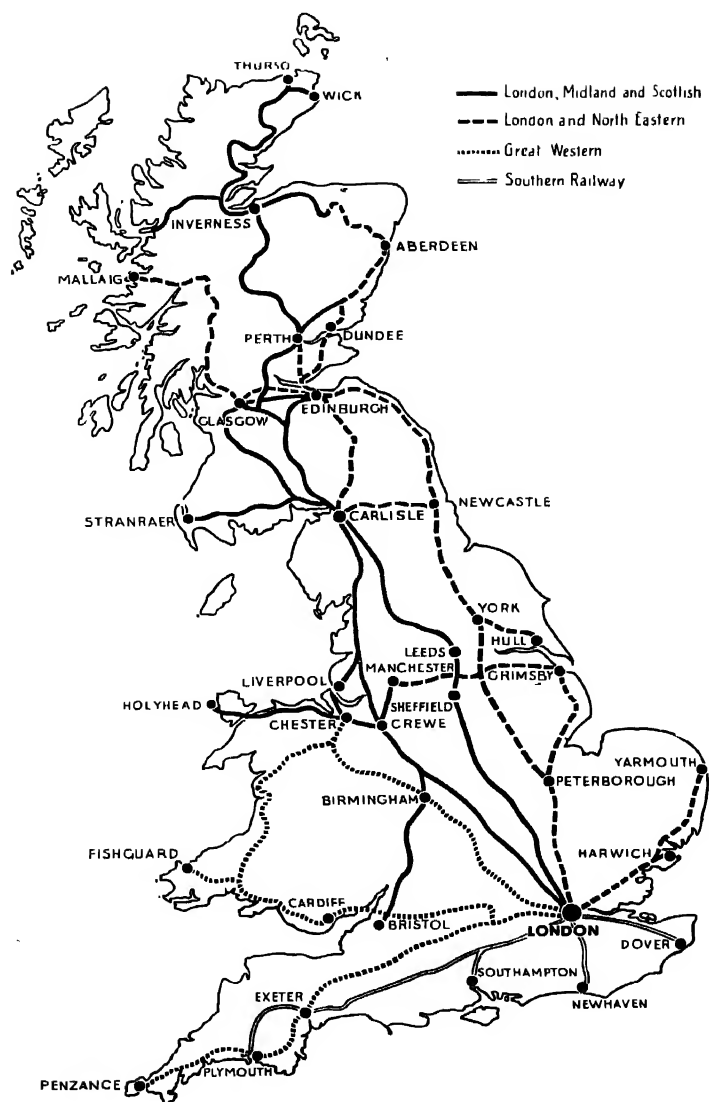 THURSO
WICK
London, Midland and Scottish
London and North Eastern
Great Western
Southern Railway
INVERNESS
ABERDEEN
MALLAIG
PERTH
DUNDEE
GLASGOW
EDINBURGH
STRANRAER
CARLISLE
NEWCASTLE
YORK
HULL
LEEDS
MANCHESTER
GRIMSBY
LIVERPOOL
HOLYHEAD
SHEFFIELD
CHESTER
CREWE
YARMOUTH
PETERBOROUGH
BIRMINGHAM
FISHGUARD
HARWICH
CARDIFF
BRISTOL
LONDON
DOVER
SOUTHAMPTON
NEWHAVEN
EXETER
PLYMOUTH
PENZANCE